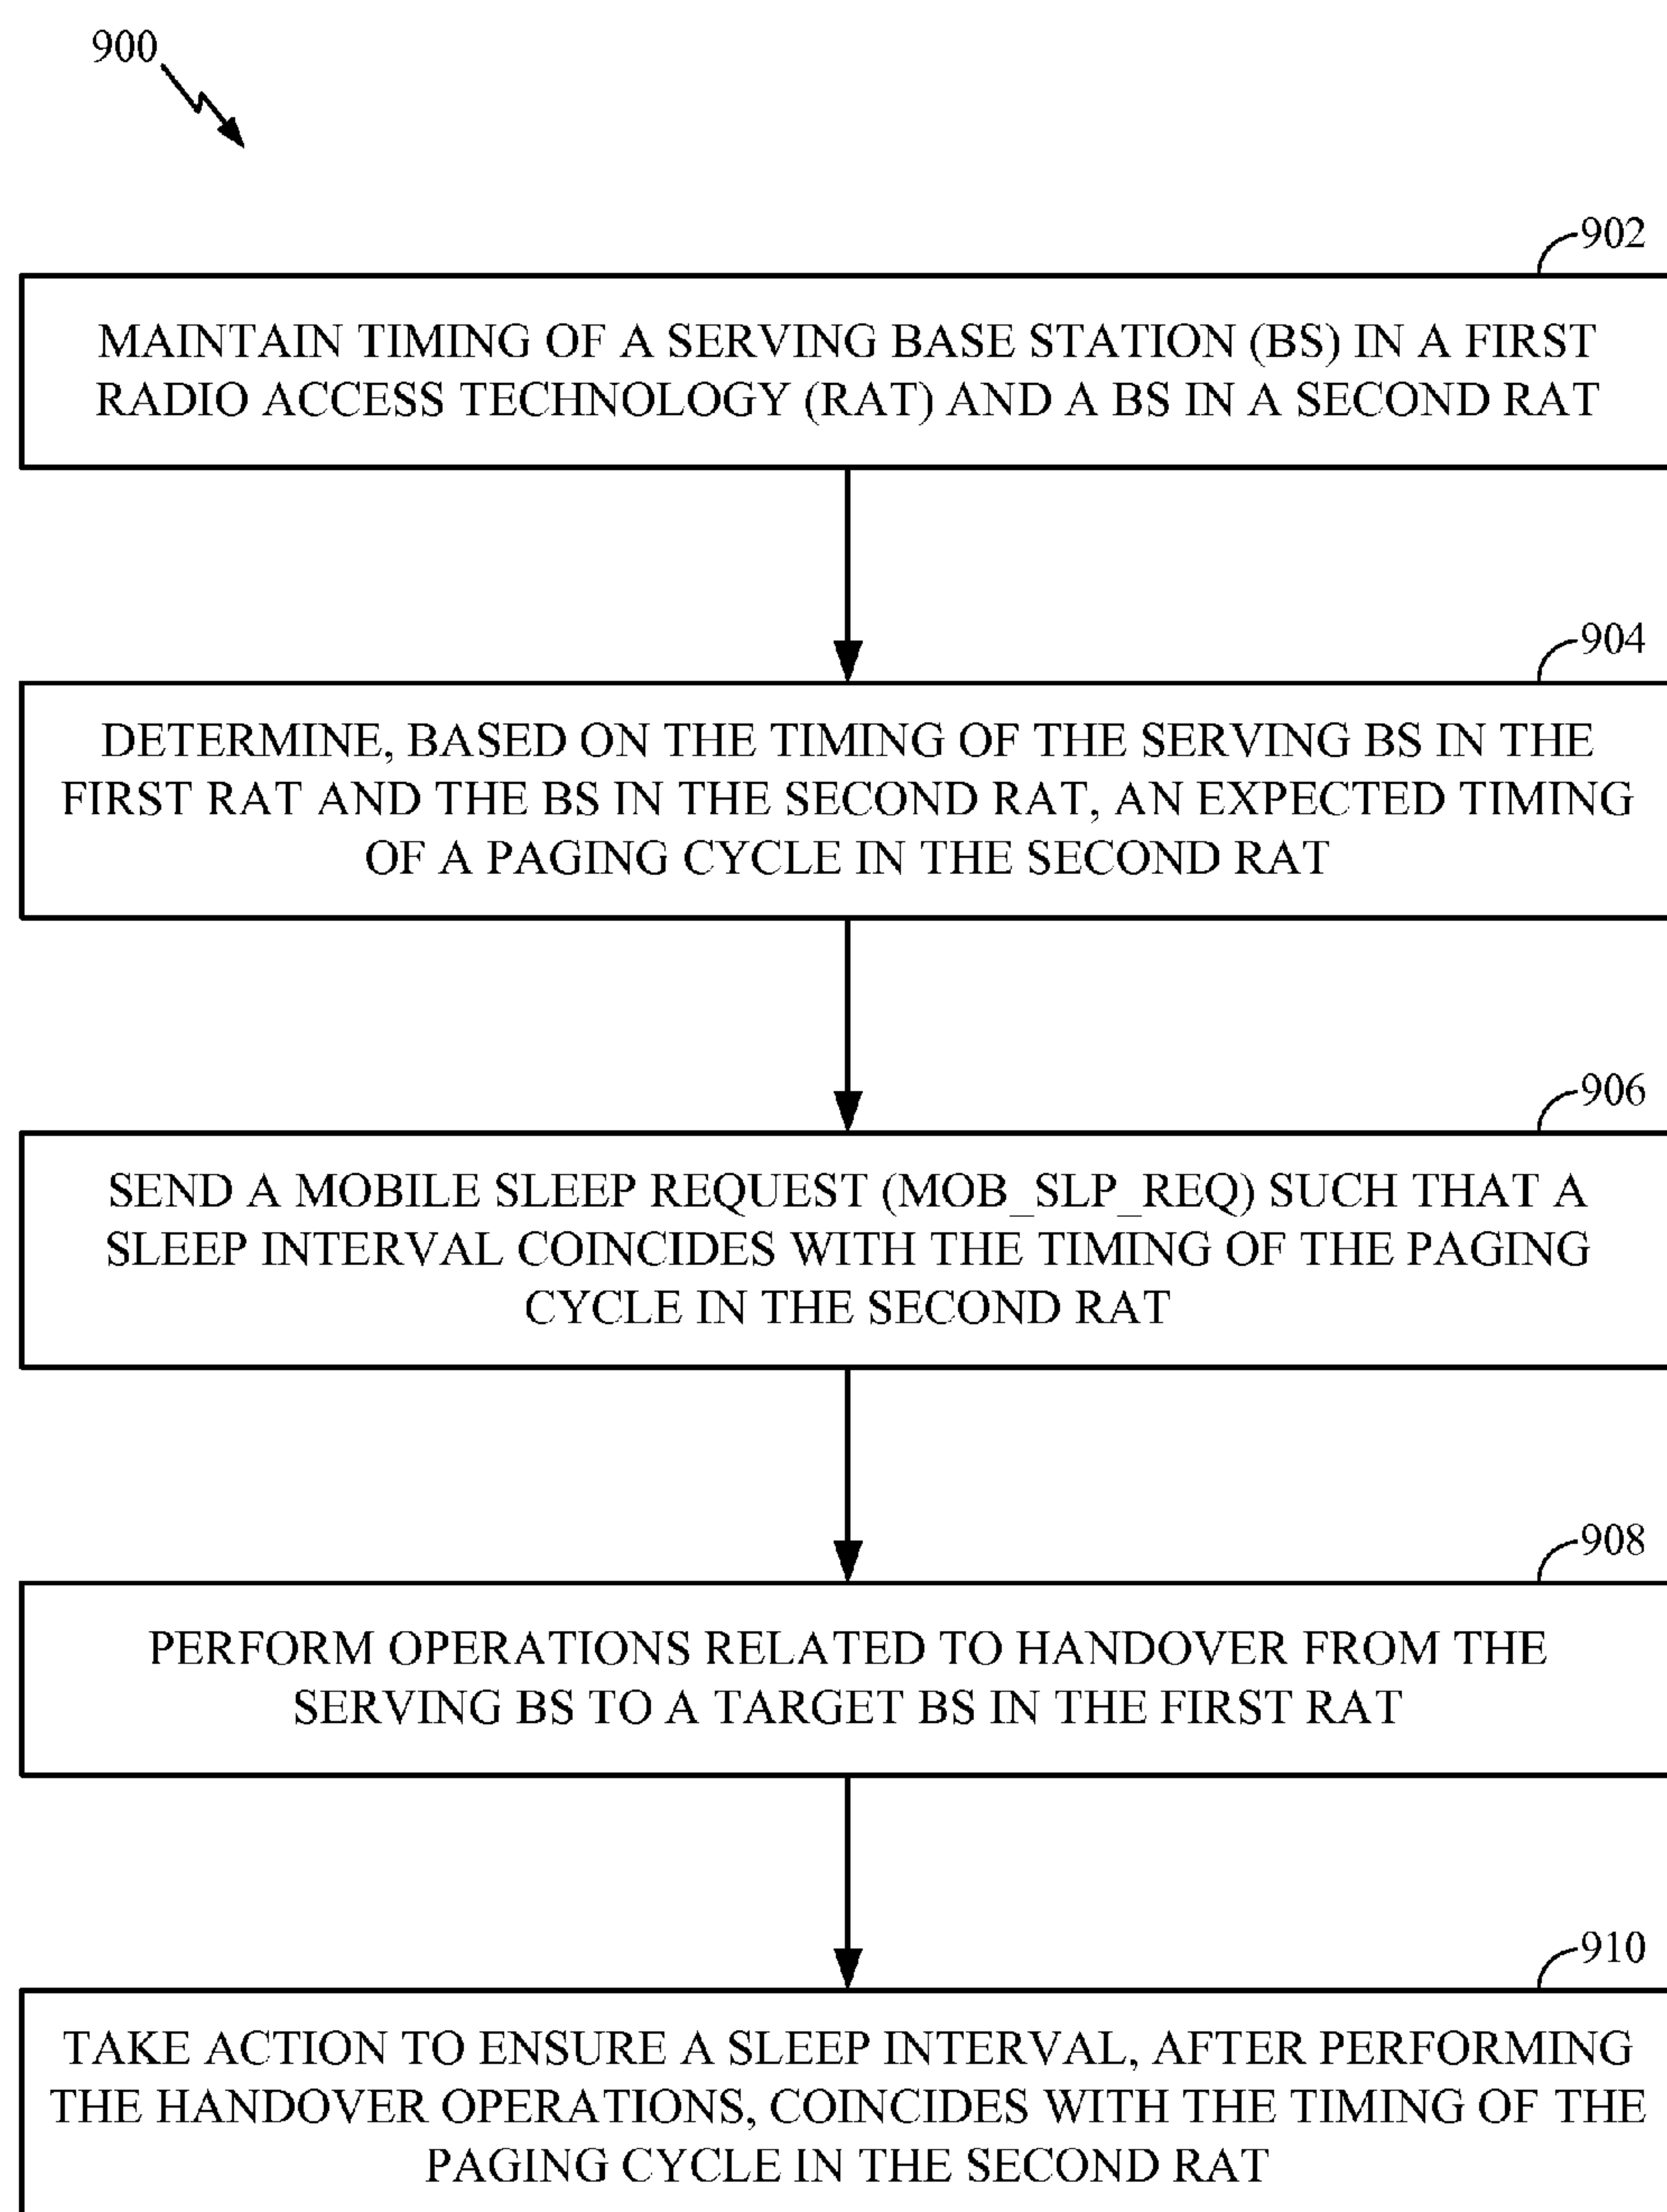 900
902
MAINTAIN TIMING OF A SERVING BASE STATION (BS) IN A FIRST
RADIO ACCESS TECHNOLOGY (RAT) AND A BS IN A SECOND RAT
904
DETERMINE, BASED ON THE TIMING OF THE SERVING BS IN THE
FIRST RAT AND THE BS IN THE SECOND RAT, AN EXPECTED TIMING
OF A PAGING CYCLE IN THE SECOND RAT
906
SEND A MOBILE SLEEP REQUEST (MOB_SLP_REQ) SUCH THAT A
SLEEP INTERVAL COINCIDES WITH THE TIMING OF THE PAGING
CYCLE IN THE SECOND RAT
908
PERFORM OPERATIONS RELATED TO HANDOVER FROM THE
SERVING BS TO A TARGET BS IN THE FIRST RAT
910
TAKE ACTION TO ENSURE A SLEEP INTERVAL, AFTER PERFORMING
THE HANDOVER OPERATIONS, COINCIDES WITH THE TIMING OF THE
PAGING CYCLE IN THE SECOND RAT